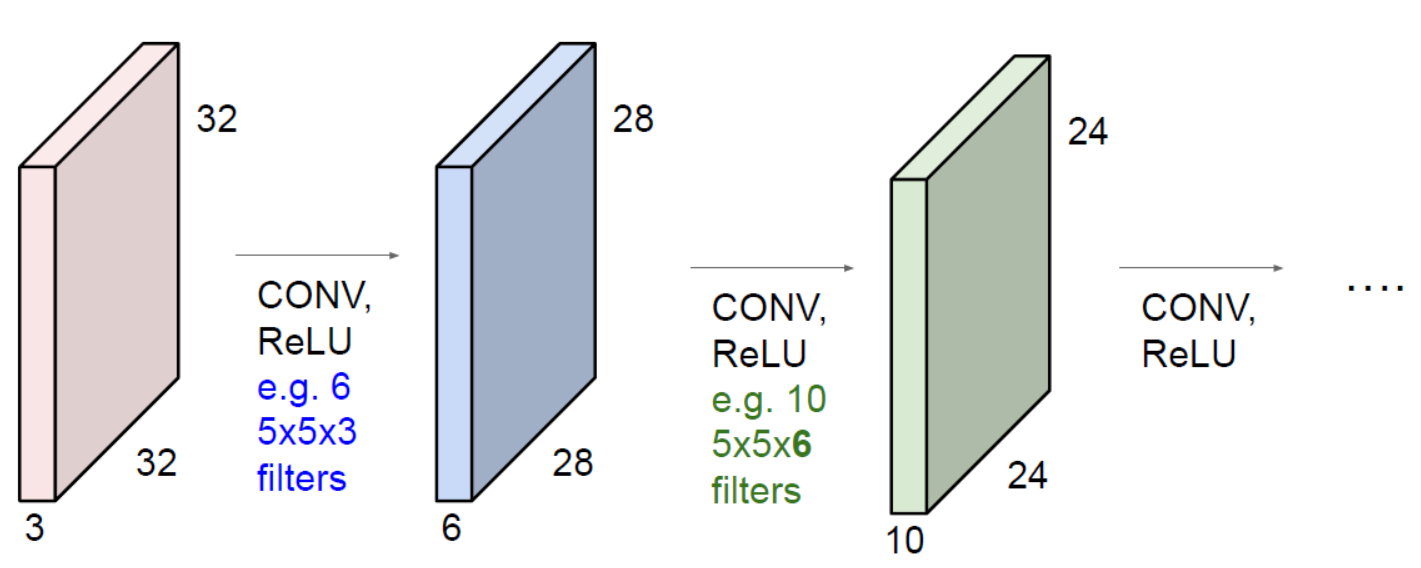 32
32
3
CONV,
ReLU
e.g. 6
5x5x3
filters
28
28
6
CONV,
ReLU
e.g. 10
5x5x6
filters
24
24
10
CONV,
ReLU
....